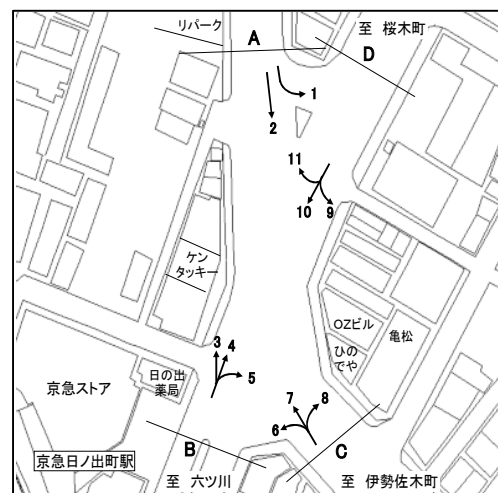 リパーク
A
至 桜木町
D
1
2
11
10
9
ケン
タッキー
OZビル
亀松
ひの
でや
3
4
5
日の出
薬局
京急ストア
7
8
6
B
C
京急日ノ出町駅
至 六ツ川
至 伊勢佐木町